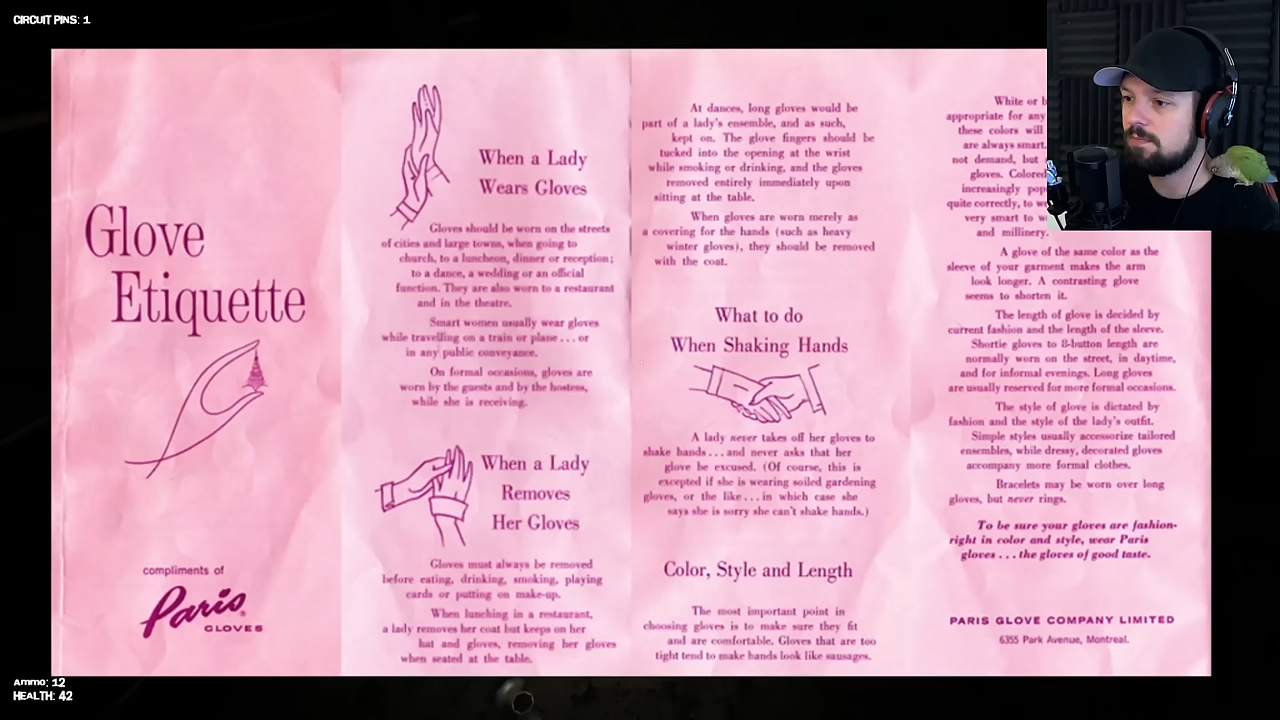 CIRCUIT PINS: 1
Glove
Etiquette
compliments of
Paris
GLOVES
When a Lady
Wears Gloves
Gloves should be worn on the streets
of cities and large towns, when going to
church, to a luncheon, dinner or reception;
to a dance, a wedding or an official
function. They are also worn to a restaurant
and in the theatre.
Smart women usually wear gloves
while travelling on a train or plane...or
in any public conveyance.
On formal occasions, gloves are
worn by the guests and by the hostess,
while she is receiving.
When a Lady
Removes
Her Gloves
Gloves must always be removed
before eating, drinking, smoking, playing
cards or putting on make-up.
When lunching in a restaurant,
a lady removes her coat but keeps on her
hat and gloves, removing her gloves
when seated at the table.
At dances, long gloves would be
part of a lady's ensemble, and as such,
kept on. The glove fingers should be
tucked into the opening at the wrist
while smoking or drinking, and the gloves
removed entirely immediately upon
sitting at the table.
When gloves are worn merely as
a covering for the hands (such as heavy
winter gloves), they should be removed
with the coat.
What to do
When Shaking Hands
A lady never takes off her gloves to
shake hands...and never asks that her
glove be excused. (Of course, this is
excepted if she is wearing soiled gardening
gloves, or the like...in which case she
says she is sorry she can't shake hands.)
Color, Style and Length
The most important point in
choosing gloves is to make sure they fit
and are comfortable. Gloves that are too
tight tend to make hands look like sausages.
White or
appropriate for any
these colors will
are always smart.
not demand, but
gloves. Colored
increasingly
quite correctly, to
very smart to
and millinery.
A glove of the same color as the
sleeve of your garment makes the arm
look longer. A contrasting glove
seems to shorten it.
The length of glove is decided by
current fashion and the length of the sleeve.
Shortie gloves to 8-button length are
normally worn on the street, in daytime,
and for informal evenings. Long gloves
are usually reserved for more formal occasions.
The style of glove is dictated by
fashion and the style of the lady's outfit.
Simple styles usually accessorize tailored
ensembles, while dressy, decorated gloves
accompany more formal clothes.
Bracelets may be worn over long
gloves, but never rings.
To be sure your gloves are fashion-
right in color and style, wear Paris
gloves...the gloves of good taste.
PARIS GLOVE COMPANY LIMITED
6355 Park Avenue, Montreal.
Ammo: 12
HEALTH: 42